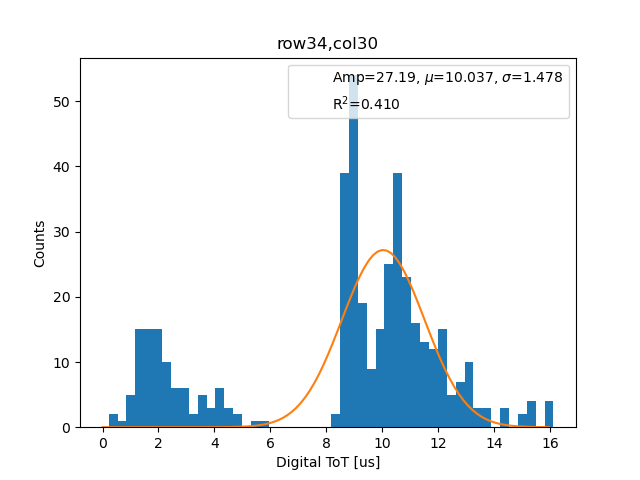 row34,col30
Amp=27.19, μ=10.037, σ=1.478
R²=0.410
50
40
30
20
10
0
Counts
0 2 4 6 8 10 12 14 16
Digital ToT [us]